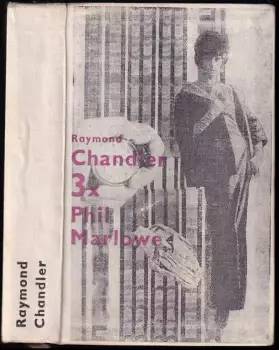 Raymond
Chandler
3x
Phil
Marlowe
Raymond
Chandler